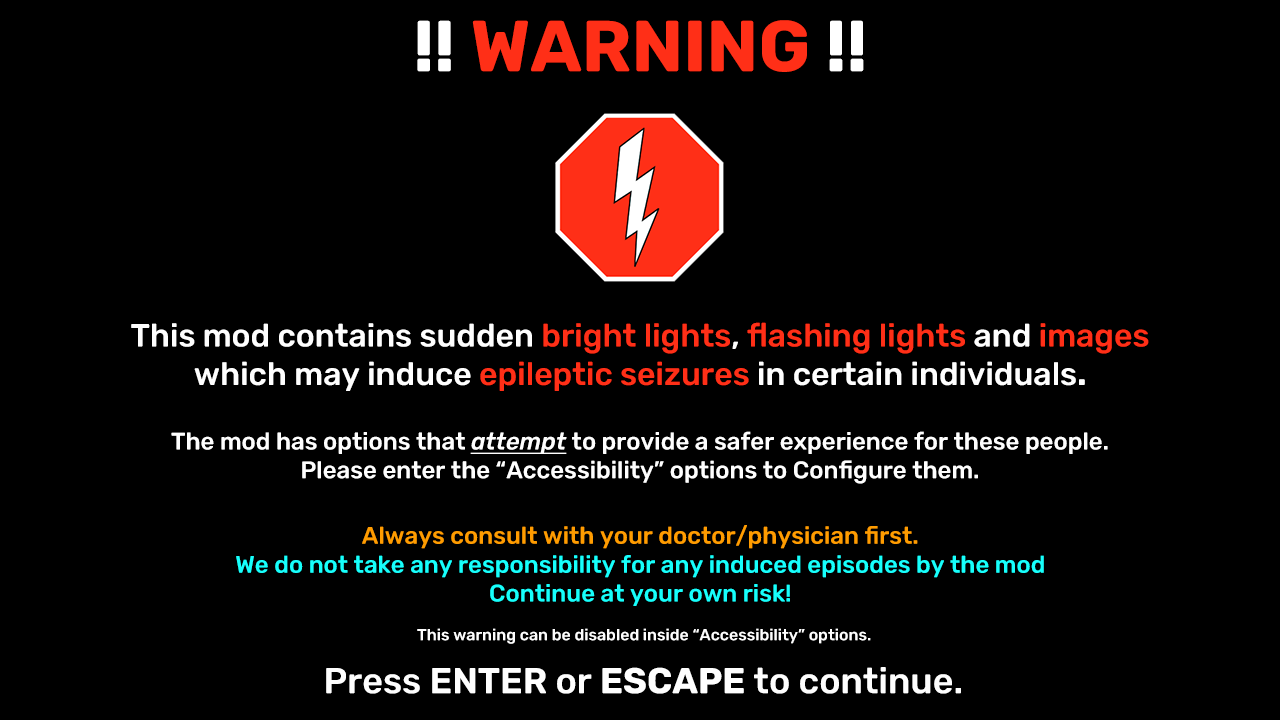 !! WARNING !!
This mod contains sudden bright lights, flashing lights and images
which may induce epileptic seizures in certain individuals.
The mod has options that attempt to provide a safer experience for these people.
Please enter the “Accessibility” options to Configure them.
Always consult with your doctor/physician first.
We do not take any responsibility for any induced episodes by the mod
Continue at your own risk!
This warning can be disabled inside “Accessibility” options.
Press ENTER or ESCAPE to continue.